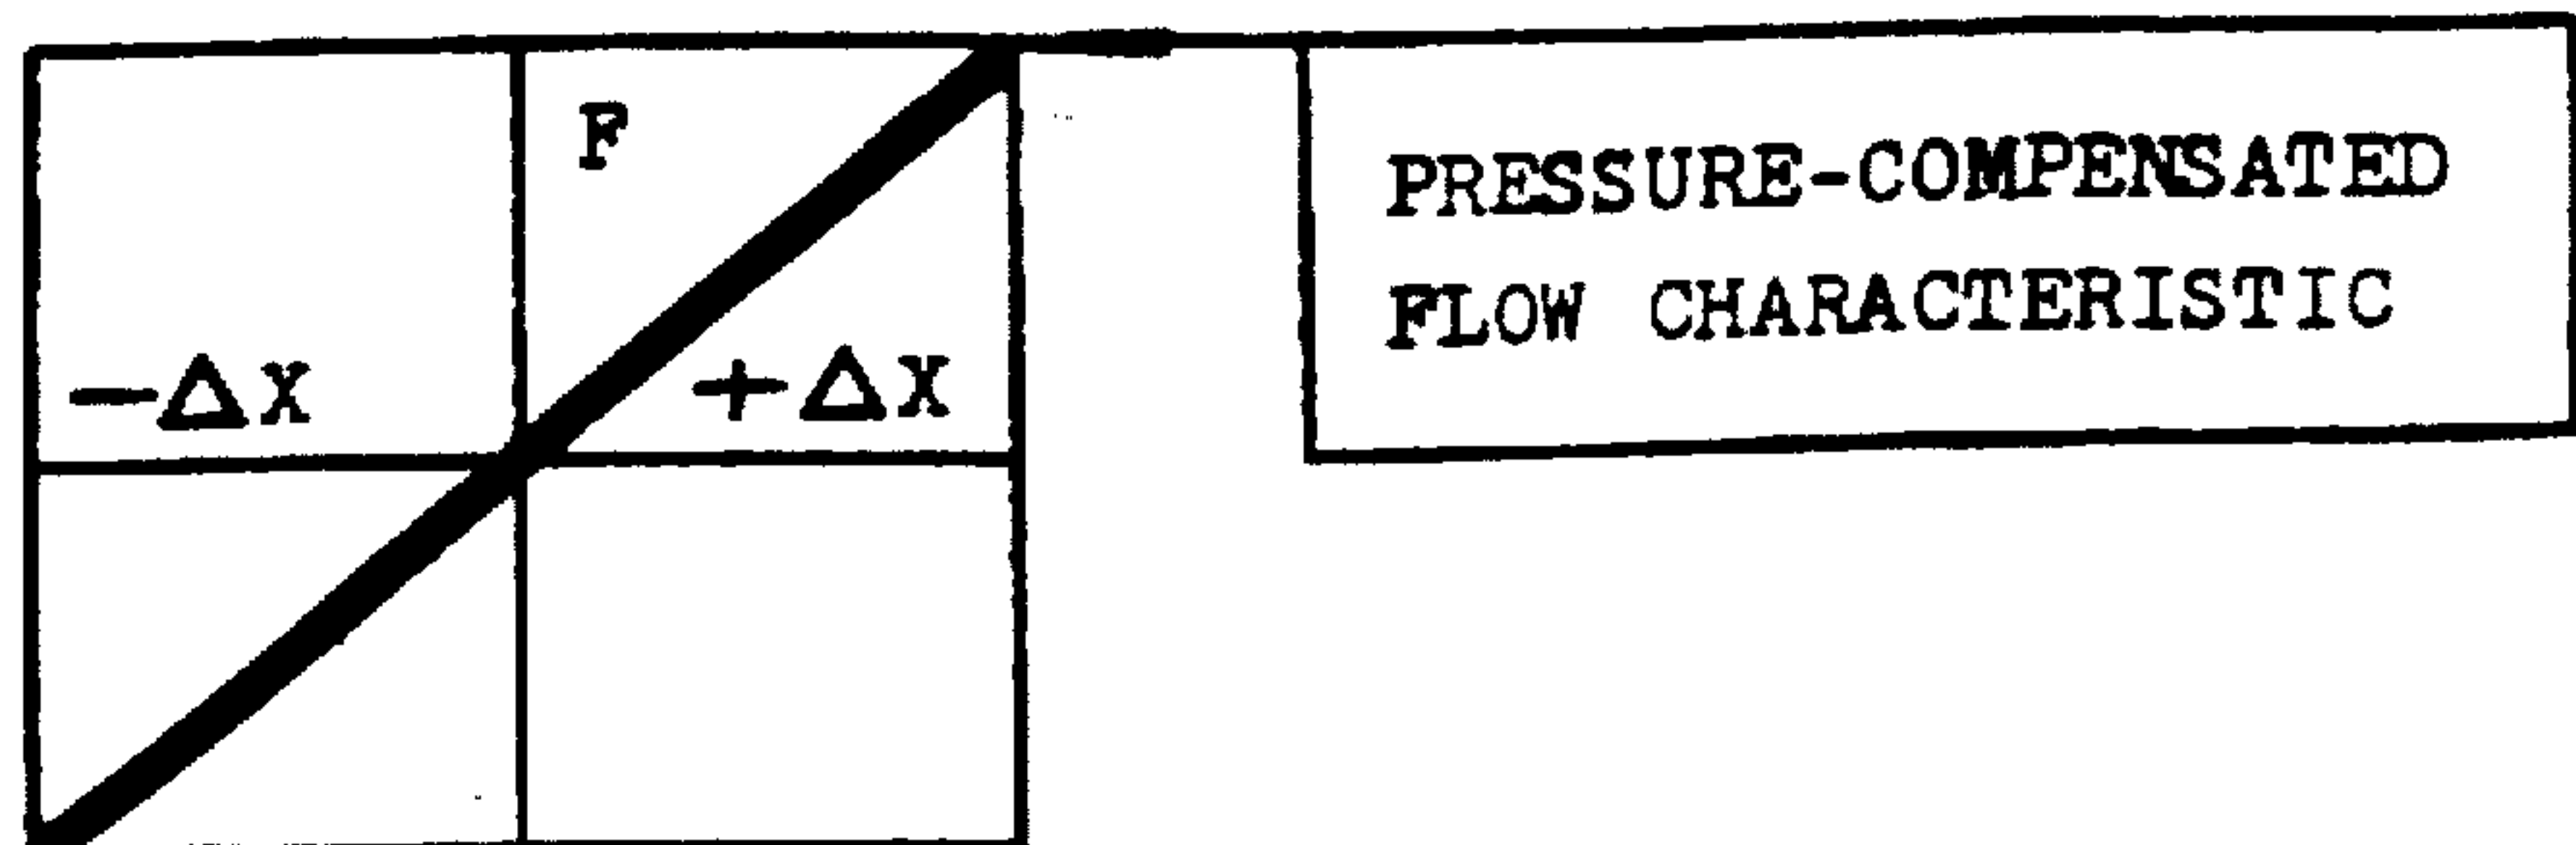 F
−ΔX +ΔX
PRESSURE-COMPENSATED
FLOW CHARACTERISTIC